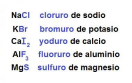 NaCl cloruro de sodio
KBr bromuro de potasio
CaI₂ yoduro de calcio
AlF₃ fluoruro de aluminio
MgS sulfuro de magnesio